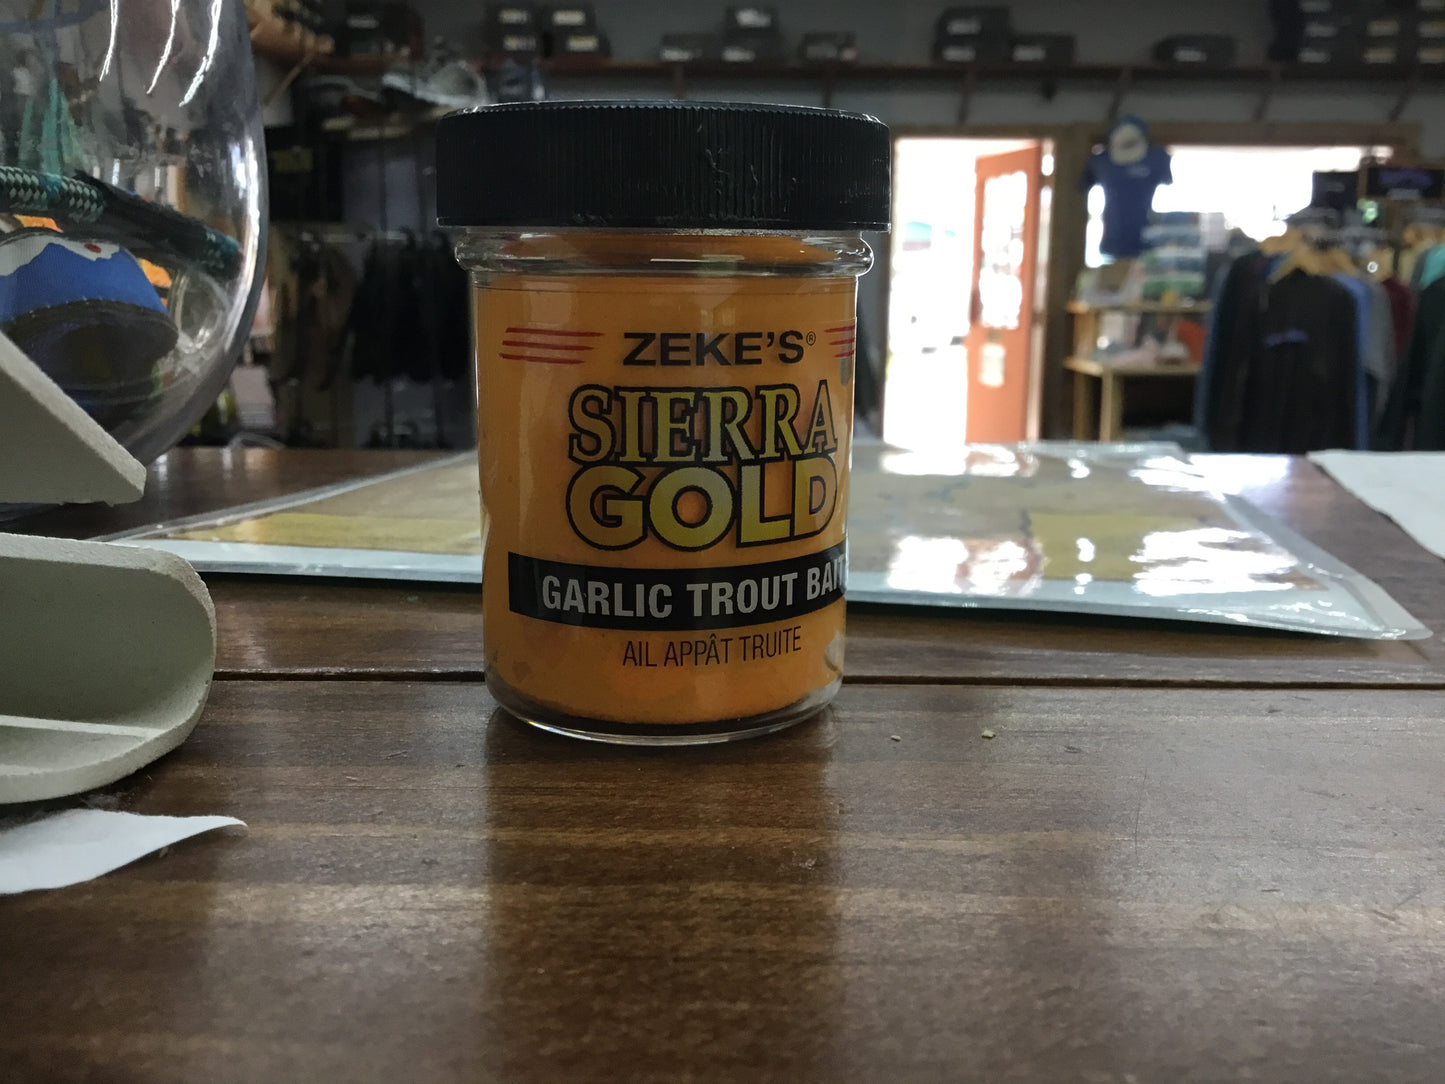 ZEKE'S®
SIERRA
GOLD
GARLIC TROUT BAIT
AIL APPÂT TRUITE